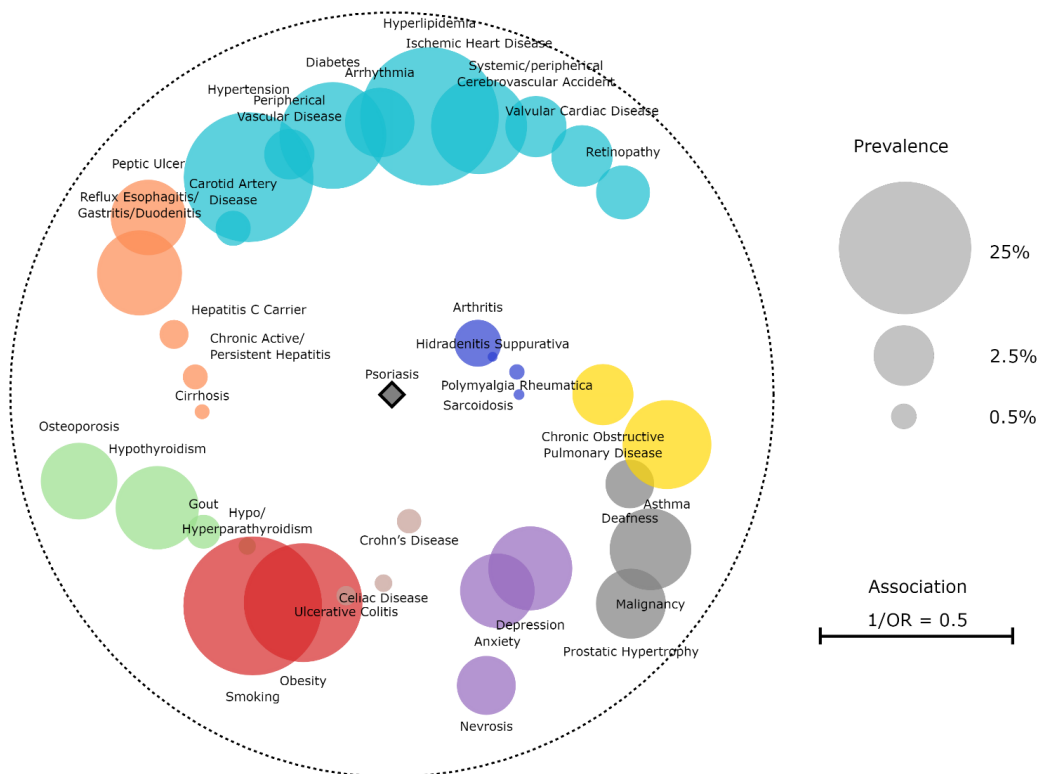 Hyperlipidemia
Ischemic Heart Disease
Diabetes
Arrhythmia
Systemic/peripherical
Cerebrovascular Accident
Hypertension
Peripherical
Vascular Disease
Valvular Cardiac Disease
Retinopathy
Peptic Ulcer
Carotid Artery
Disease
Reflux Esophagitis/
Gastritis/Duodenitis
Hepatitis C Carrier
Chronic Active/
Persistent Hepatitis
Cirrhosis
Psoriasis
Arthritis
Hidradenitis Suppurativa
Polymyalgia Rheumatica
Sarcoidosis
Chronic Obstructive
Pulmonary Disease
Asthma
Deafness
Malignancy
Prostatic Hypertrophy
Osteoporosis
Hypothyroidism
Gout
Hypo/
Hyperparathyroidism
Crohn's Disease
Celiac Disease
Ulcerative Colitis
Depression
Anxiety
Nevrosis
Obesity
Smoking
Prevalence
25%
2.5%
0.5%
Association
1/OR = 0.5